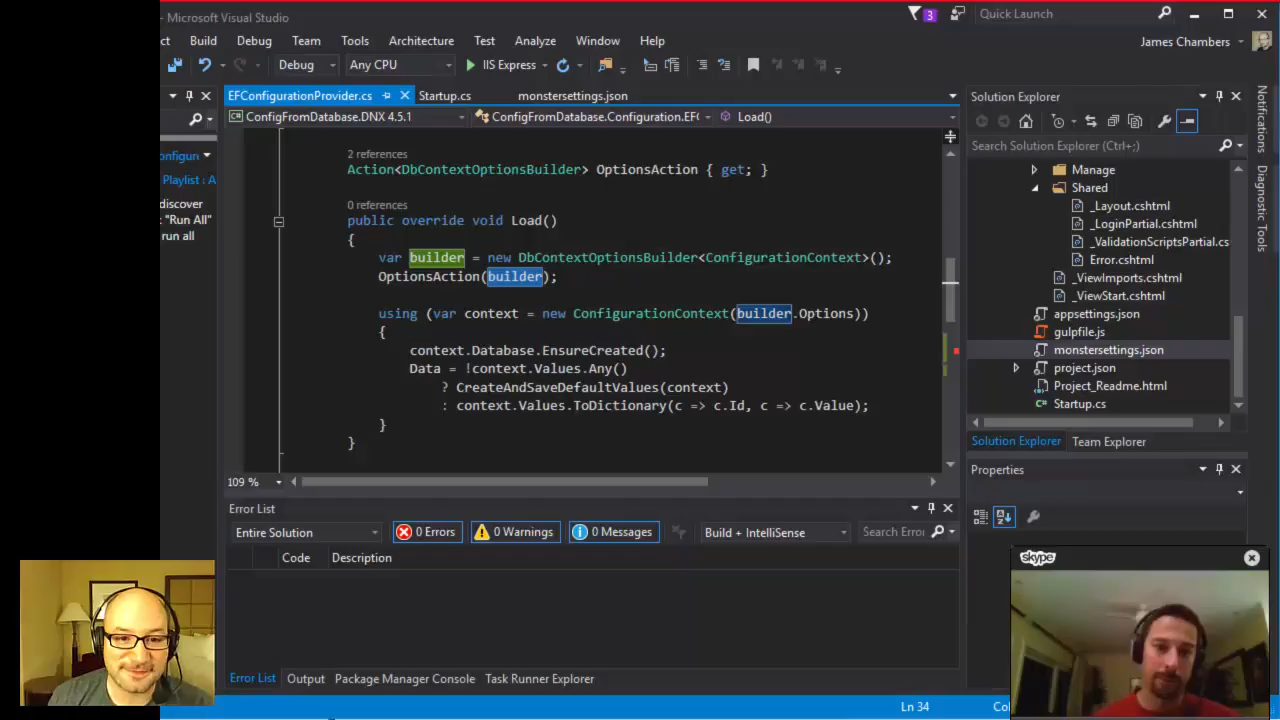 - Microsoft Visual Studio
3
Quick Launch
ct Build Debug Team Tools Architecture Test Analyze Window Help
James Chambers
Debug Any CPU IIS Express
EFConfigurationProvider.cs Startup.cs monstersettings.json
ConfigFromDatabase.DNX 4.5.1 ConfigFromDatabase.Configuration.EFC Load()
onfigun
Playlist : A
discover
t "Run All"
run all
2 references
Action<DbContextOptionsBuilder> OptionsAction { get; }
0 references
public override void Load()
{
var builder = new DbContextOptionsBuilder<ConfigurationContext>();
OptionsAction(builder);
using (var context = new ConfigurationContext(builder.Options))
{
context.Database.EnsureCreated();
Data = !context.Values.Any()
? CreateAndSaveDefaultValues(context)
: context.Values.ToDictionary(c => c.Id, c => c.Value);
}
}
109 %
Error List
Entire Solution 0 Errors 0 Warnings 0 Messages Build + IntelliSense Search Error
Code Description
Error List Output Package Manager Console Task Runner Explorer
Solution Explorer
Search Solution Explorer (Ctrl+;)
Manage
Shared
_Layout.cshtml
_LoginPartial.cshtml
_ValidationScriptsPartial.cs
Error.cshtml
_ViewImports.cshtml
_ViewStart.cshtml
appsettings.json
gulpfile.js
monstersettings.json
project.json
Project_Readme.html
Startup.cs
Solution Explorer Team Explorer
Properties
Notifications
Diagnostic Tools
skype
Ln 34 Co